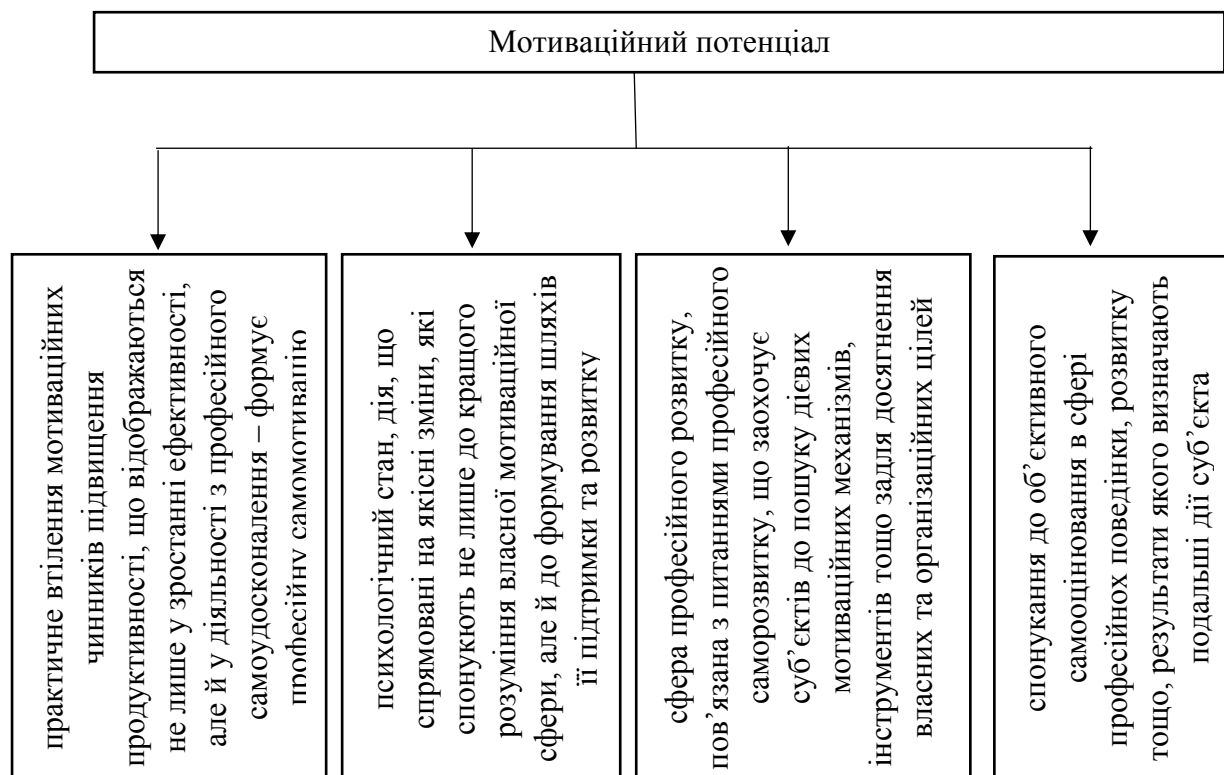 Мотиваційний потенціал
практичне втілення мотиваційних
чинників підвищення
продуктивності, що відображаються
не лише у зростанні ефективності,
але й у діяльності з професійного
самоудосконалення – формує
професійну самомотивацію
психологічний стан, дія, що
спрямовані на якісні зміни, які
спонукають не лише до кращого
розуміння власної мотиваційної
сфери, але й до формування шляхів
її підтримки та розвитку
сфера професійного розвитку,
пов’язана з питаннями професійного
саморозвитку, що заохочує
суб’єктів до пошуку дієвих
мотиваційних механізмів,
інструментів тощо задля досягнення
власних та організаційних цілей
спонукання до об’єктивного
самооцінювання в сфері
професійнох поведінки, розвитку
тощо, результати якого визначають
подальші дії суб’єкта